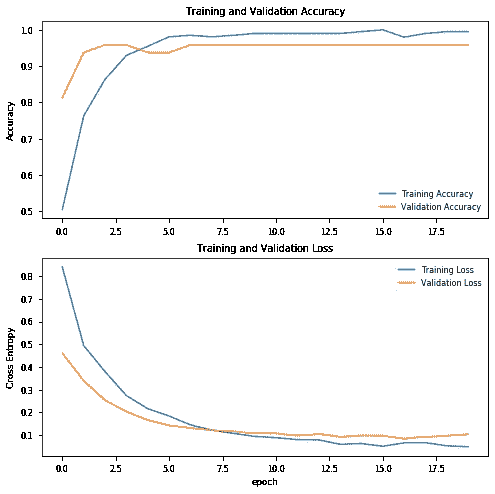 Training and Validation Accuracy
1.0
0.9
0.8
0.7
0.6
0.5
Accuracy
Training Accuracy
Validation Accuracy
0.0 2.5 5.0 7.5 10.0 12.5 15.0 17.5
Training and Validation Loss
0.8
0.7
0.6
0.5
0.4
0.3
0.2
0.1
Cross Entropy
Training Loss
Validation Loss
0.0 2.5 5.0 7.5 10.0 12.5 15.0 17.5
epoch